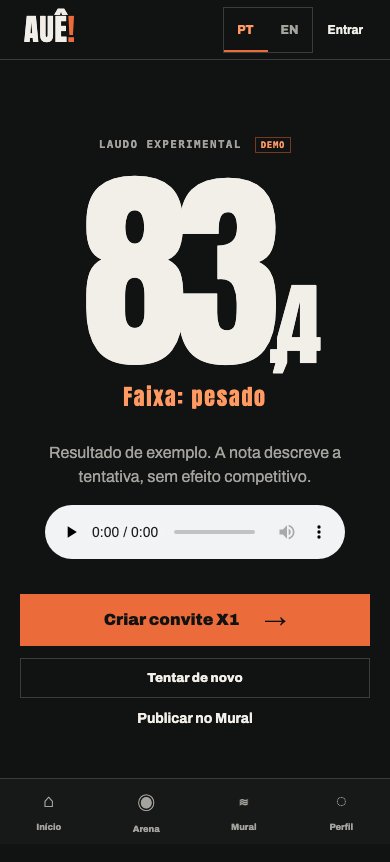 AUÊ!
PT EN Entrar
LAUDO EXPERIMENTAL DEMO
83,4
Faixa: pesado
Resultado de exemplo. A nota descreve a
tentativa, sem efeito competitivo.
0:00 / 0:00
Criar convite X1 →
Tentar de novo
Publicar no Mural
Início Arena Mural Perfil